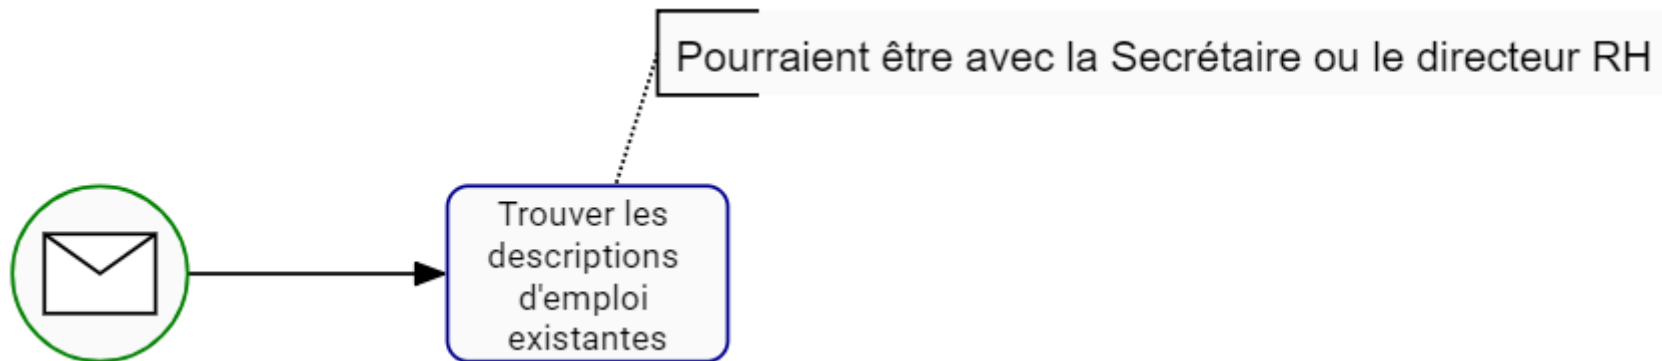 Pourraient être avec la Secrétaire ou le directeur RH
Trouver les
descriptions
d'emploi
existantes